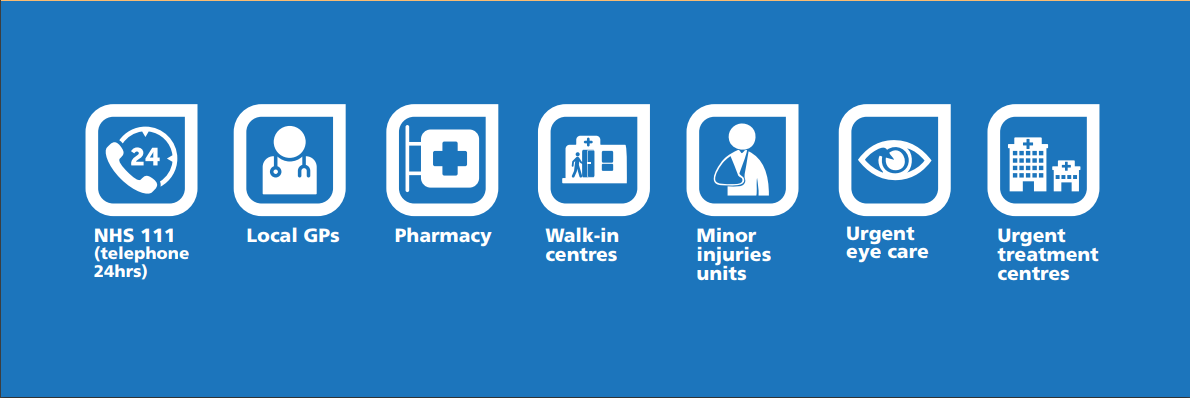 24
NHS 111
(telephone
24hrs)
Local GPs
Pharmacy
Walk-in
centres
Minor
injuries
units
Urgent
eye care
Urgent
treatment
centres